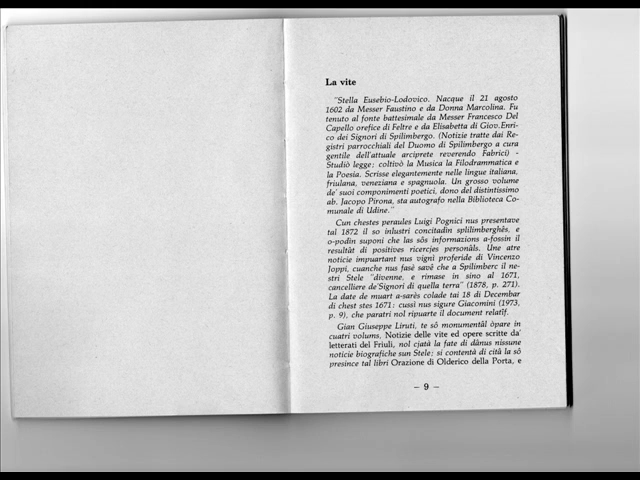 La vite
"Stella Eusebio-Lodovico. Nacque il 21 agosto
1602 da Messer Faustino e da Donna Marcolina. Fu
tenuto al fonte battesimale da Messer Francesco Del
Capello orefice di Feltre e da Elisabetta di Giov.Enri-
co dei Signori di Spilimbergo. (Notizie tratte dai Re-
gistri parrocchiali del Duomo di Spilimbergo a cura
gentile dell'attuale arciprete reverendo Fabrici) -
Studiò legge; coltivò la Musica la Filodrammatica e
la Poesia. Scrisse elegantemente nelle lingue italiana,
friulana, veneziana e spagnuola. Un grosso volume
de' suoi componimenti poetici, dono del distintissimo
ab. Jacopo Pirona, sta autografo nella Biblioteca Co-
munale di Udine."
Cun chestes peraules Luigi Pognici nus presentave
tal 1872 il so inlustri concitadin splilimberghês, e
o-podin suponi che las sôs informazions a-fossin il
resultât di positives ricercjes personâls. Une atre
noticie impuartant nus vigni proferide di Vincenzo
Joppi, cuanche nus fasè savê che a Spilimberc il ne-
stri Stele "divenne, e rimase in sino al 1671,
cancelliere de'Signori di quella terra" (1878, p. 271).
La date de muart a-sarès colade tai 18 di Decembar
di chest stes 1671: cussì nus sigure Giacomini (1973,
p. 9), che paratri nol ripuarte il document relatîf.
Gian Giuseppe Liruti, te sô monumentâl òpare in
cuatri volums, Notizie delle vite ed opere scritte da'
letterati del Friuli, nol cjatà la fate di dânus nissune
noticie biografiche sun Stele; si contentà di citâ la sô
presince tal libri Orazione di Olderico della Porta, e
- 9 -